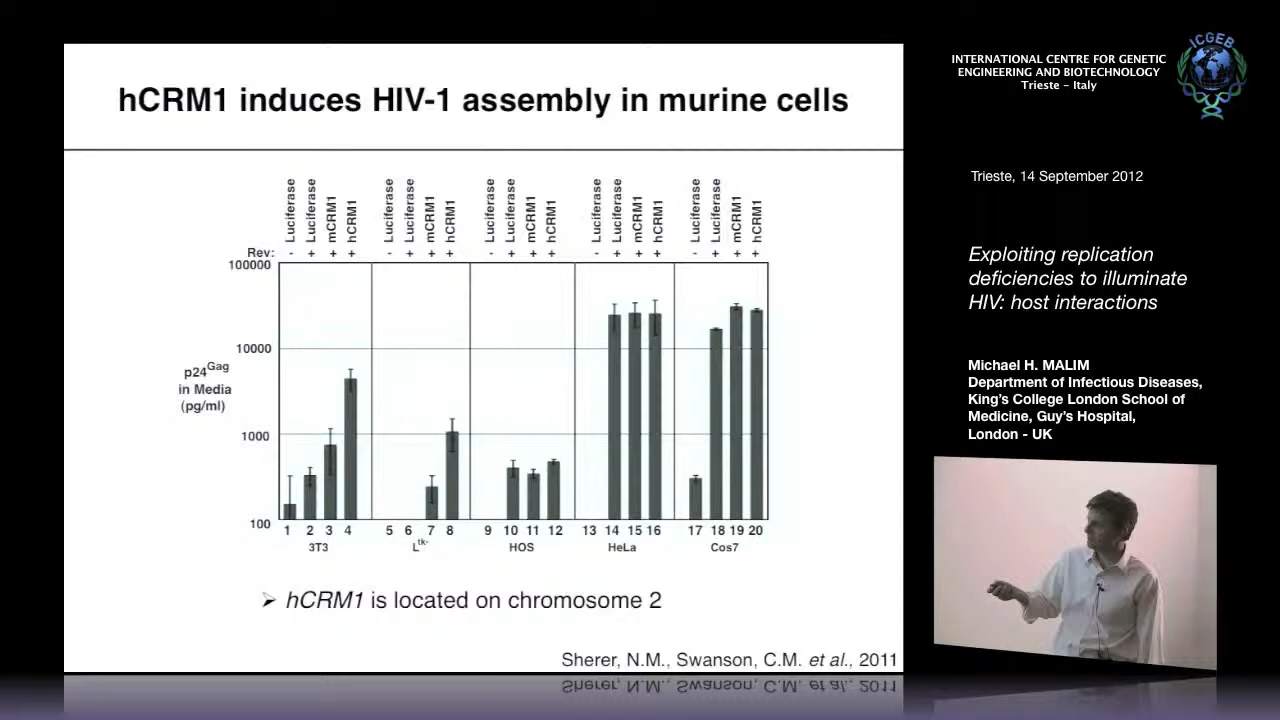 hCRM1 induces HIV-1 assembly in murine cells
Luciferase Luciferase mCRM1 hCRM1 Luciferase Luciferase mCRM1 hCRM1 Luciferase Luciferase mCRM1 hCRM1 Luciferase Luciferase mCRM1 hCRM1 Luciferase Luciferase mCRM1 hCRM1
Rev: - + + + - + + + - + + + - + + + - + + +
100000
10000
p24Gag
in Media
(pg/ml)
1000
100
1 2 3 4 5 6 7 8 9 10 11 12 13 14 15 16 17 18 19 20
3T3 Ltk- HOS HeLa Cos7
➢ hCRM1 is located on chromosome 2
Sherer, N.M., Swanson, C.M. et al., 2011
ICGEB
INTERNATIONAL CENTRE FOR GENETIC
ENGINEERING AND BIOTECHNOLOGY
Trieste – Italy
Trieste, 14 September 2012
Exploiting replication
deficiencies to illuminate
HIV: host interactions
Michael H. MALIM
Department of Infectious Diseases,
King's College London School of
Medicine, Guy's Hospital,
London - UK